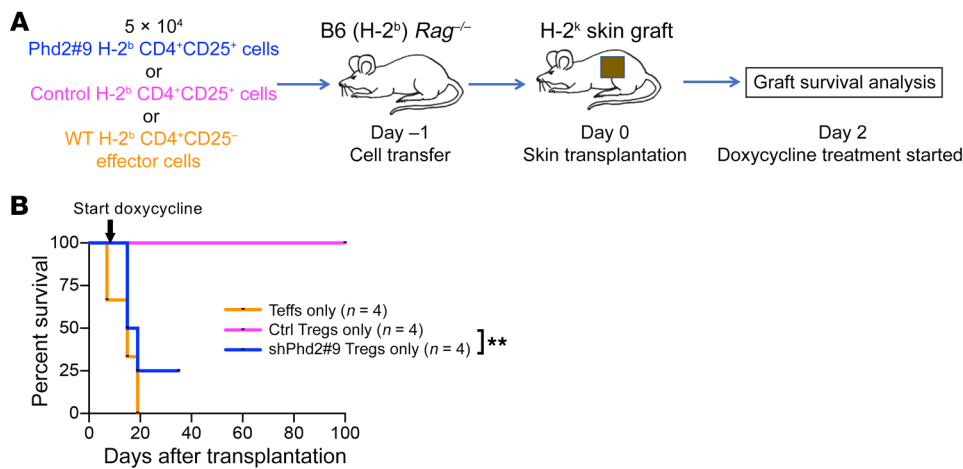 A
5 × 10⁴
Phd2#9 H-2ᵇ CD4⁺CD25⁺ cells
or
Control H-2ᵇ CD4⁺CD25⁺ cells
or
WT H-2ᵇ CD4⁺CD25⁻
effector cells
B6 (H-2ᵇ) Rag⁻/⁻
Day –1
Cell transfer
H-2ᵏ skin graft
Day 0
Skin transplantation
Graft survival analysis
Day 2
Doxycycline treatment started
B
Start doxycycline
Percent survival
100
75
50
25
0
Teffs only (n = 4)
Ctrl Tregs only (n = 4)
shPhd2#9 Tregs only (n = 4)
**
0 20 40 60 80 100
Days after transplantation